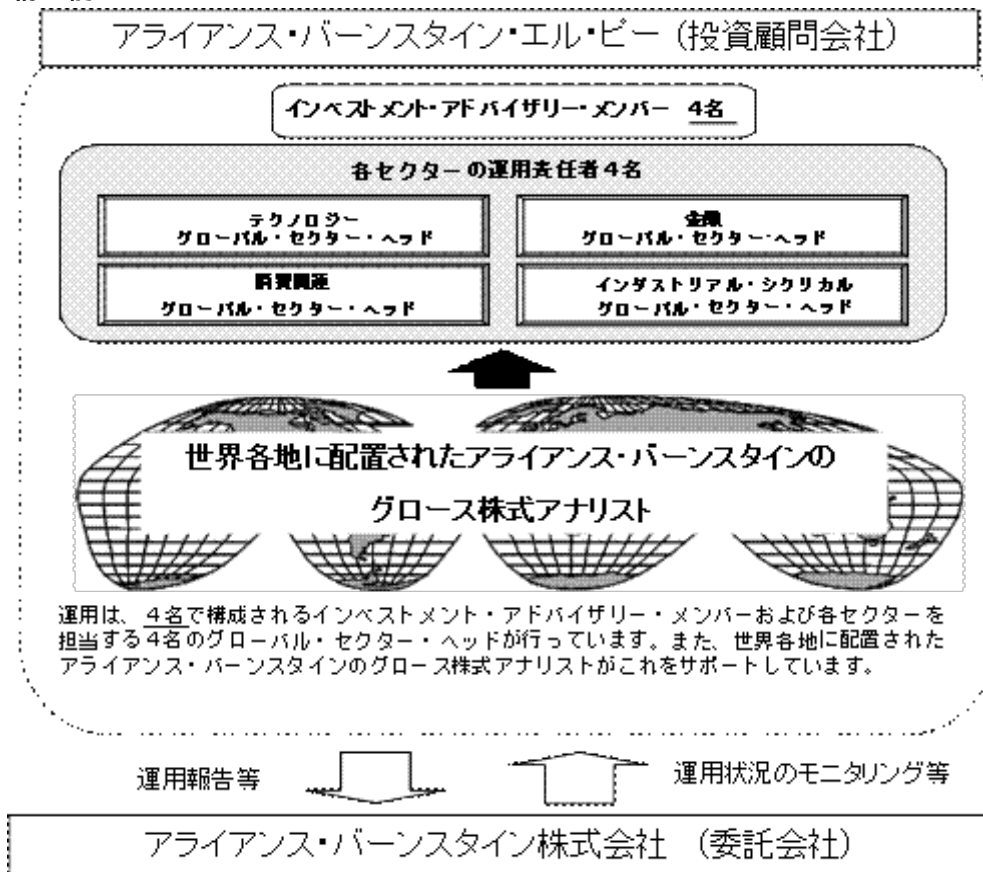 アライアンス・バーンスタイン・エル・ピー（投資顧問会社）
インベストメント・アドバイザリー・メンバー　4名
各セクターの運用責任者４名
テクノロジー
グローバル・セクター・ヘッド
金融
グローバル・セクター・ヘッド
消費関連
グローバル・セクター・ヘッド
インダストリアル・シクリカル
グローバル・セクター・ヘッド
世界各地に配置されたアライアンス・バーンスタインの
グロース株式アナリスト
運用は、４名で構成されるインベストメント・アドバイザリー・メンバーおよび各セクターを
担当する４名のグローバル・セクター・ヘッドが行っています。また、世界各地に配置された
アライアンス・バーンスタインのグロース株式アナリストがこれをサポートしています。
運用報告等
運用状況のモニタリング等
アライアンス・バーンスタイン株式会社　（委託会社）